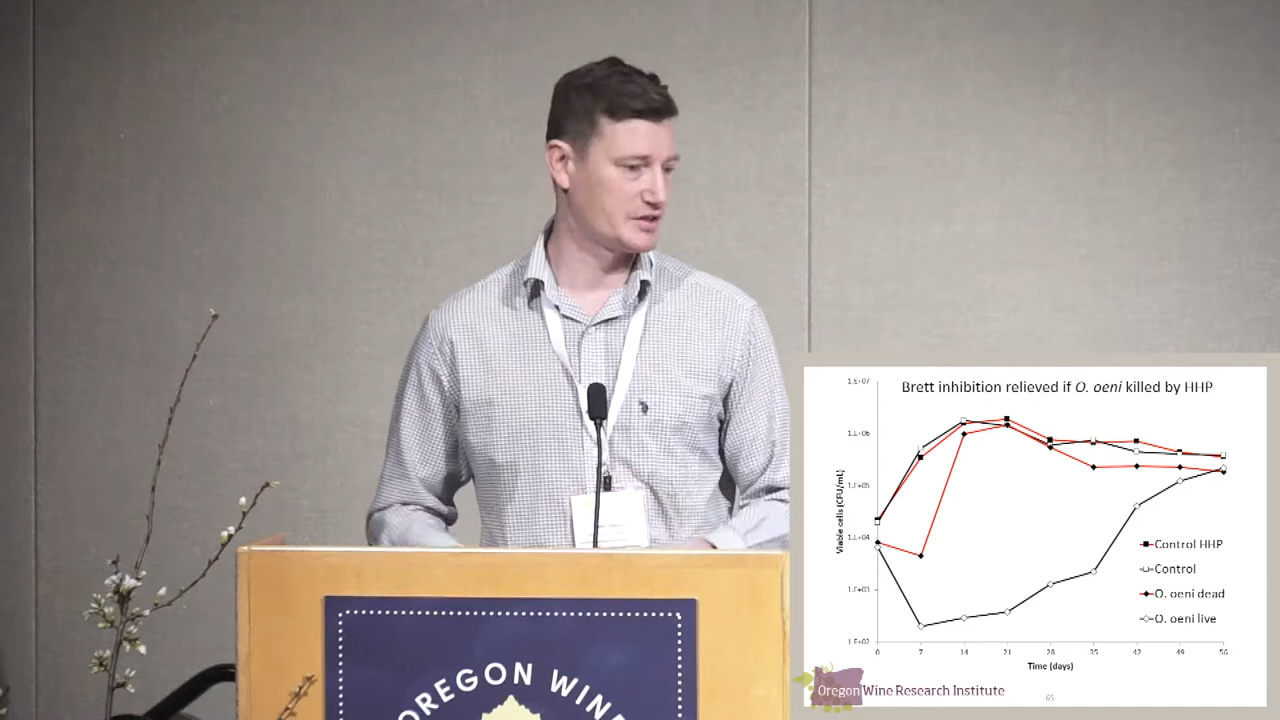 Brett inhibition relieved if O. oeni killed by HHP
1.E+07
1.E+06
1.E+05
1.E+04
1.E+03
1.E+02
Viable cells (CFU/mL)
Control HHP
Control
O. oeni dead
O. oeni live
0 7 14 21 28 35 42 49 56
Time (days)
Oregon Wine Research Institute
65
OREGON WINE